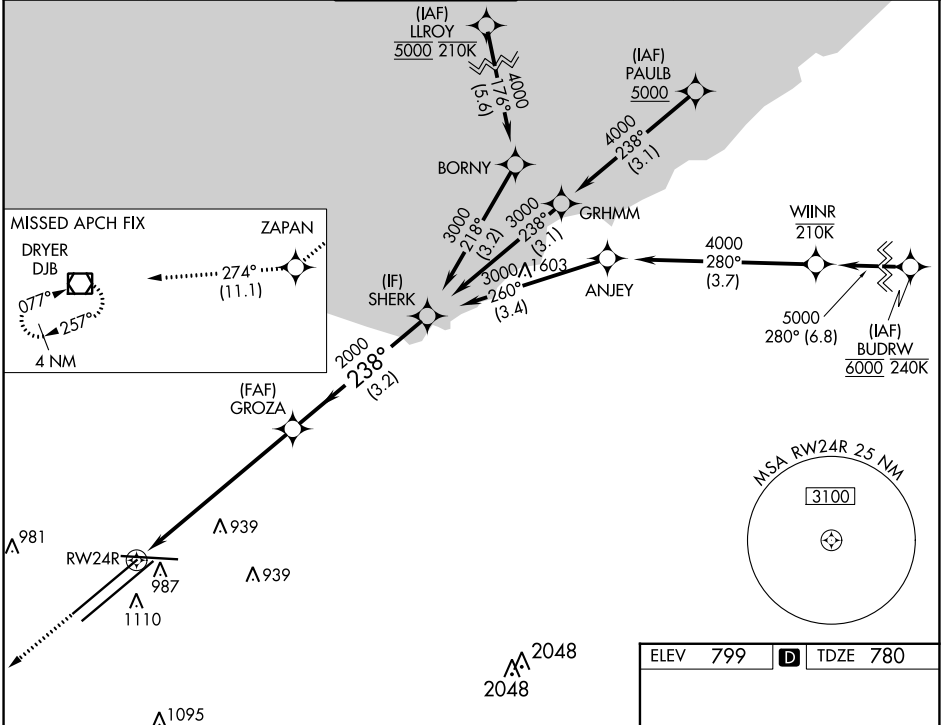 (IAF)
LLROY
5000 210K
4000
176°
(5.6)
(IAF)
PAULB
5000
4000
238°
(3.1)
BORNY
GRHMM
3000
218°
(3.2)
3000
238°
(3.1)
MISSED APCH FIX
DRYER
DJB
077°
257°
4 NM
ZAPAN
274°
(11.1)
WIINR
210K
4000
280°
(3.7)
ANJEY
3000
260°
(3.4)
1603
(IF)
SHERK
5000
280° (6.8)
(IAF)
BUDRW
6000 240K
2000
238°
(3.2)
(FAF)
GROZA
MSA RW24R 25 NM
3100
981
939
RW24R
987
939
1110
2048
2048
1095
ELEV 799 D TDZE 780